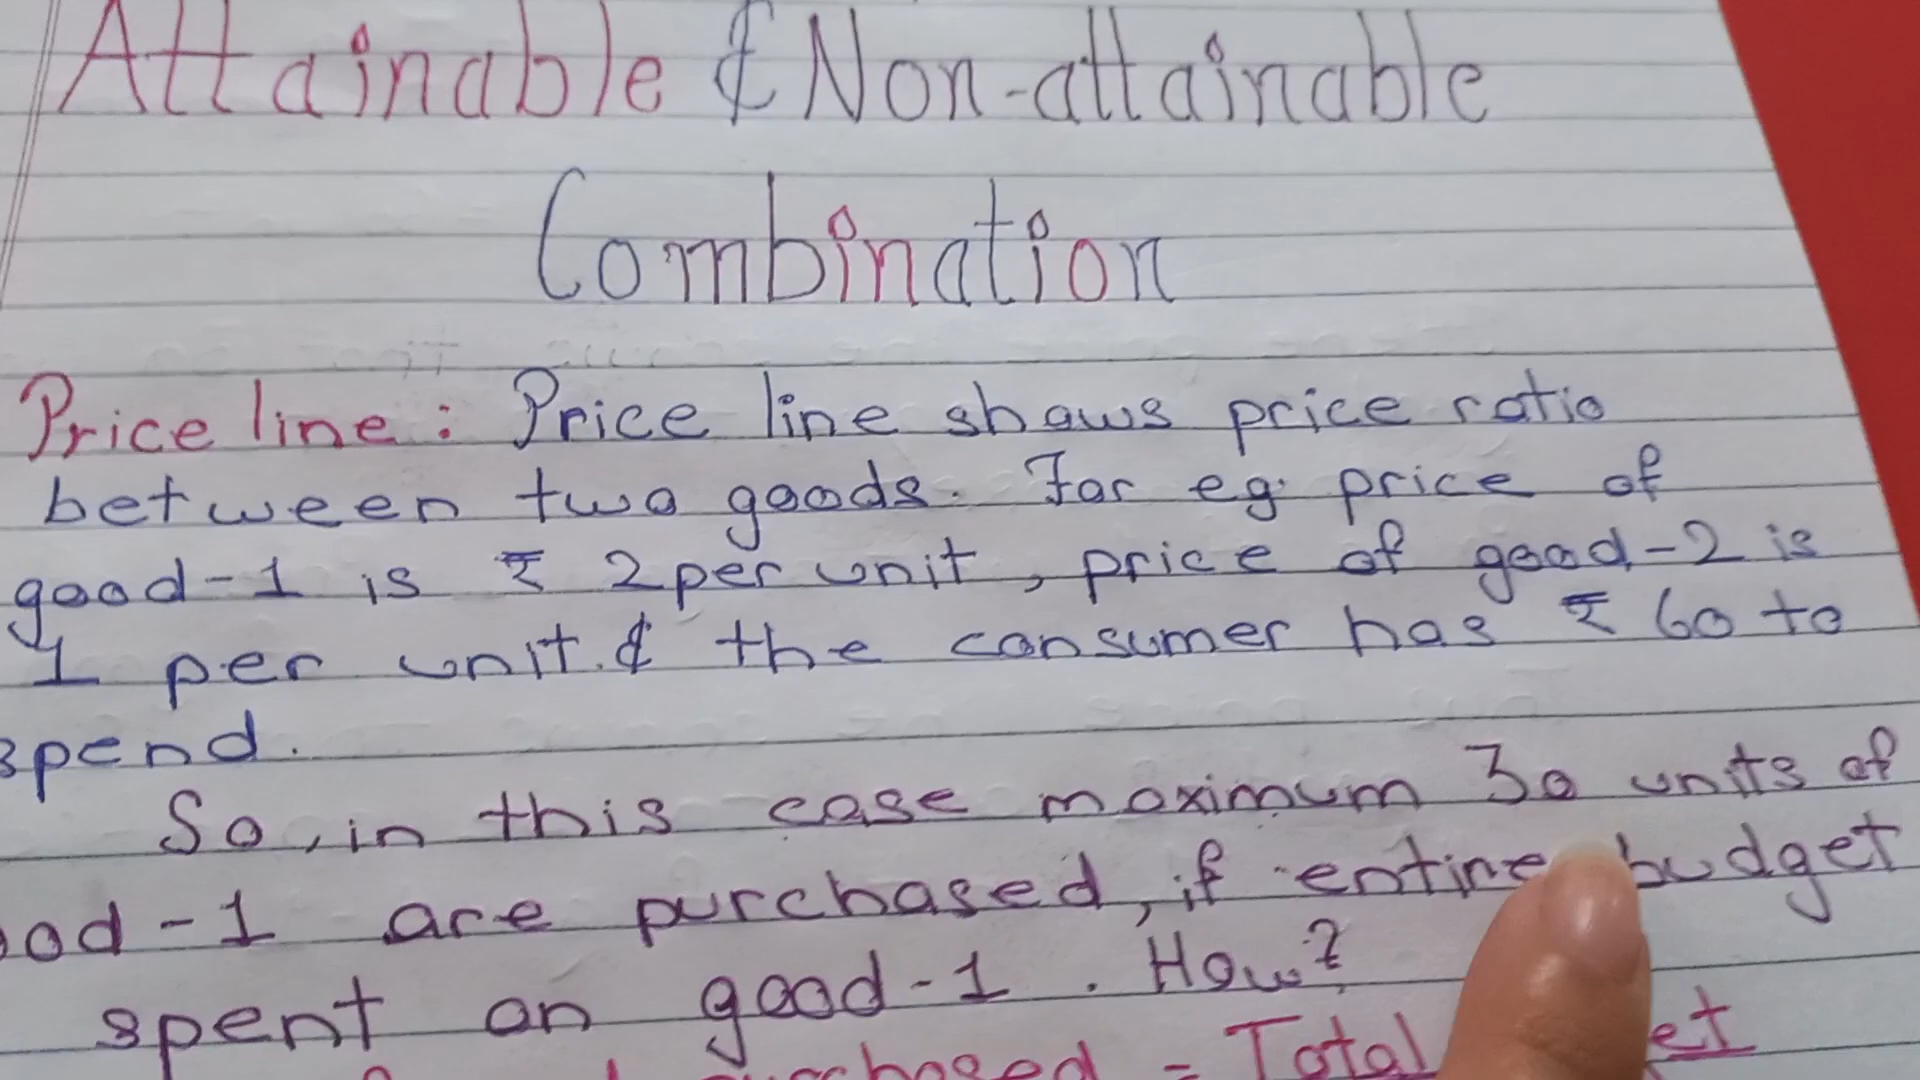 Attainable & Non-attainable
Combination
Price line : Price line shows price ratio
between two goods. For eg. price of
good-1 is ₹ 2 per unit, price of good-2 is
1 per unit. & the consumer has ₹ 60 to
spend.
So, in this case maximum 30 units of
ood-1 are purchased, if entire budget
spent on good-1. How?
purchased = Total et